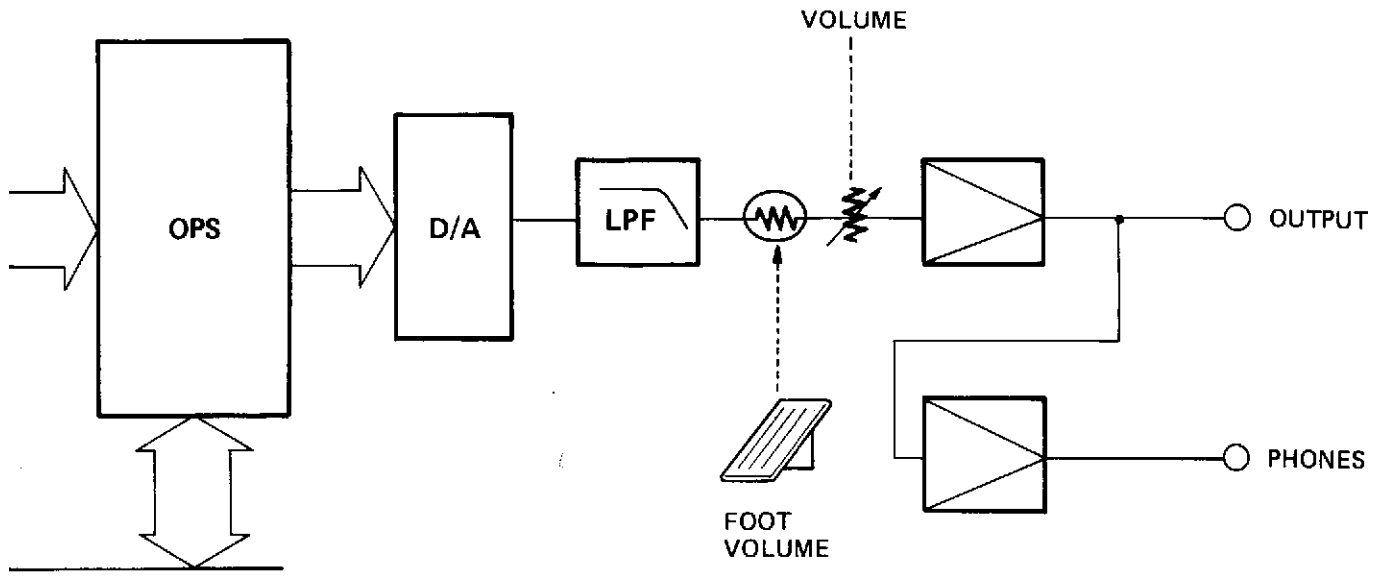 VOLUME
OPS
D/A
LPF
OUTPUT
FOOT
VOLUME
PHONES